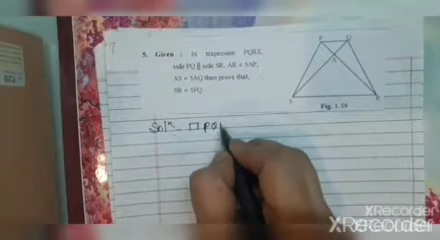 5. Given : In trapezium PQRS,
side PQ || side SR, AR = 5AP,
AS = 5AQ then prove that,
SR = 5PQ
P Q
A
S R
Fig. 1.19
Solⁿ - □ PQ
XRecorder
XRecorder